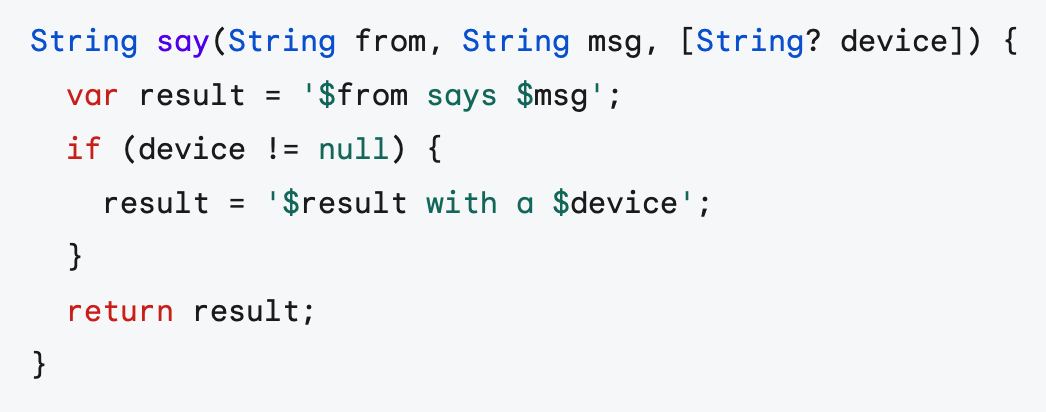 String say(String from, String msg, [String? device]) {
  var result = '$from says $msg';
  if (device != null) {
    result = '$result with a $device';
  }
  return result;
}